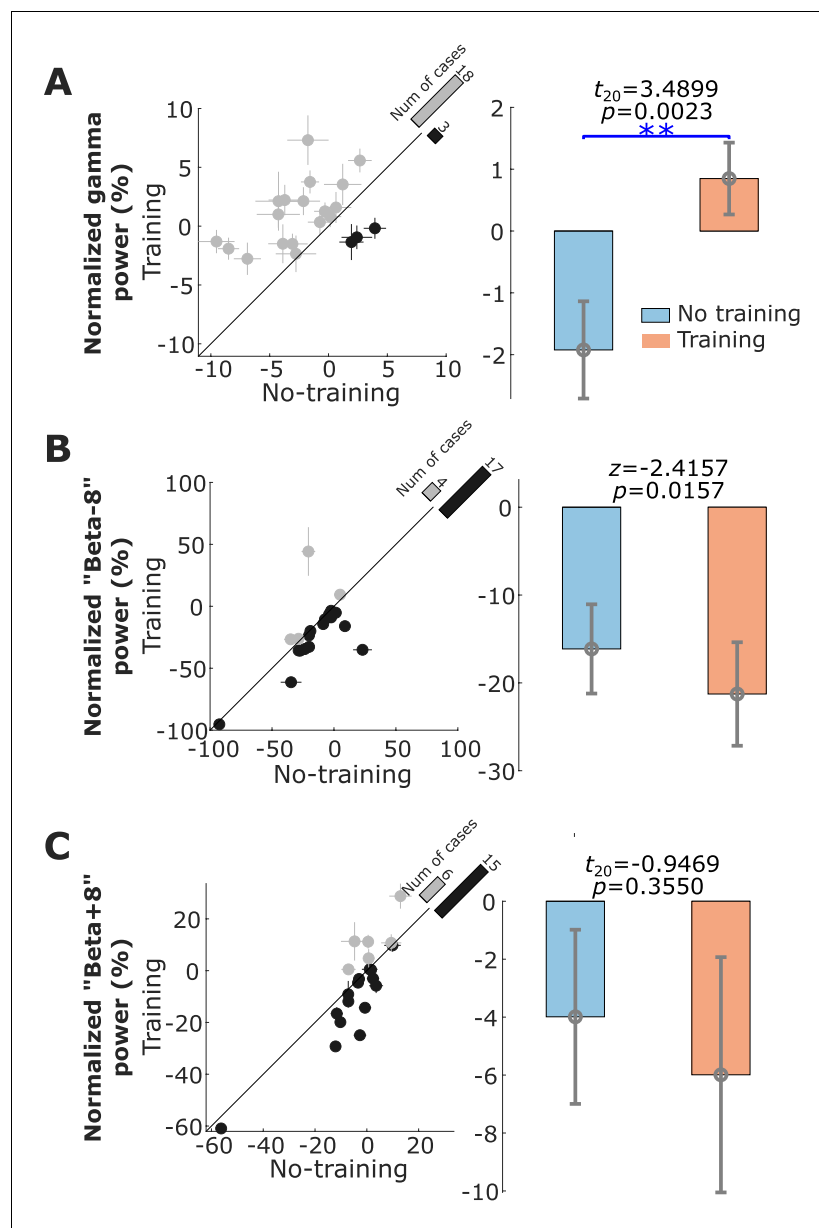 A
Num of cases
18
3
10
5
0
-5
-10
Normalized gamma
power (%)
Training
-10 -5 0 5 10
No-training
t20=3.4899
p=0.0023
**
2
1
0
-1
-2
No training
Training
B
Num of cases
4
17
100
50
0
-50
-100
Normalized "Beta-8"
power (%)
Training
-100 -50 0 50 100
No-training
z=-2.4157
p=0.0157
0
-10
-20
-30
C
Num of cases
6
15
20
0
-20
-40
-60
Normalized "Beta+8"
power (%)
Training
-60 -40 -20 0 20
No-training
t20=-0.9469
p=0.3550
0
-2
-4
-6
-8
-10